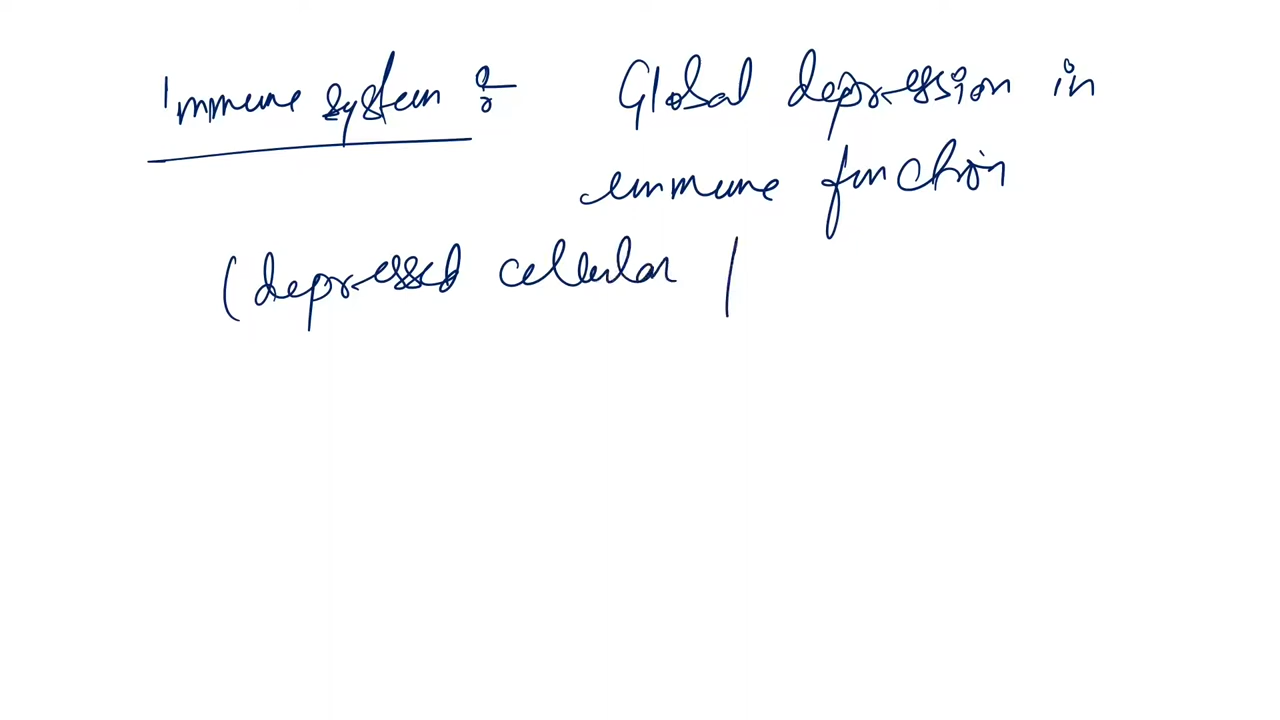 Immune system :- Global depression in
immune function
(depressed cellular |